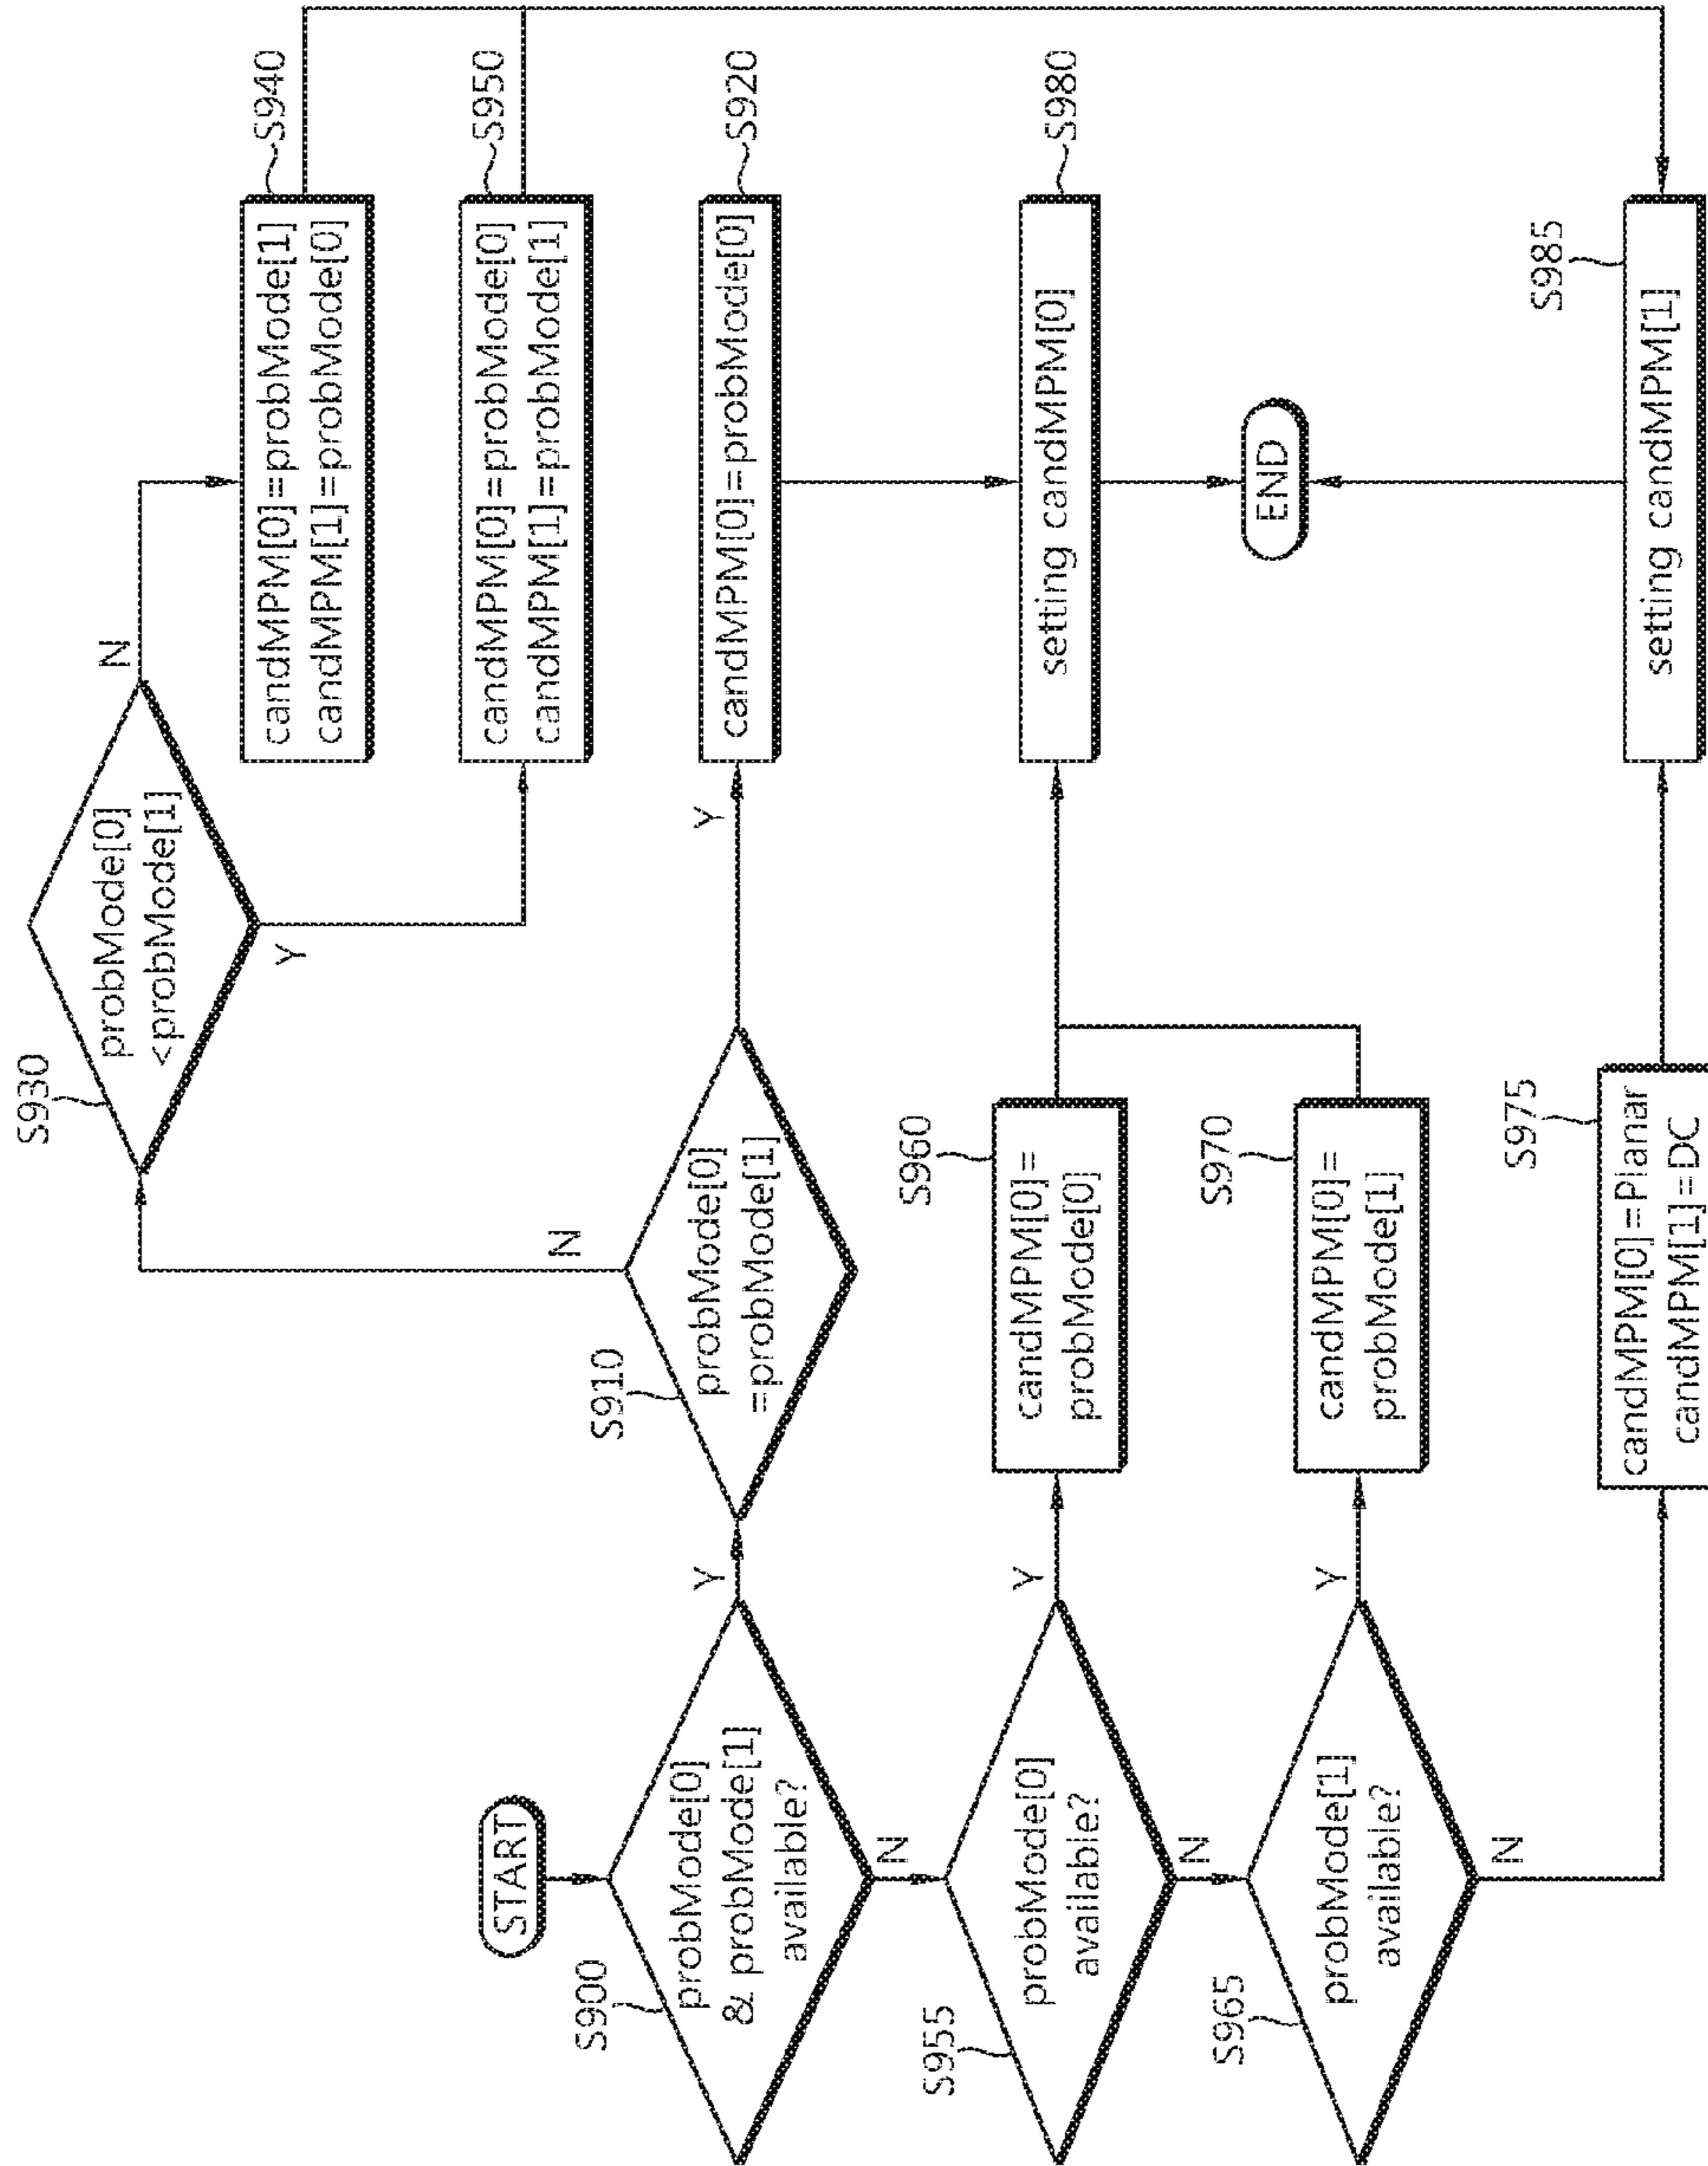 START
S900
probMode[0]
& probMode[1]
available?
Y
N
S910
probMode[0]
=probMode[1]
N
Y
S930
probMode[0]
<probMode[1]
N
Y
candMPM[0]=probMode[1]
candMPM[1]=probMode[0]
S940
candMPM[0]=probMode[0]
candMPM[1]=probMode[1]
S950
candMPM[0]=probMode[0]
S920
S955
probMode[0]
available?
Y
N
S960
candMPM[0]=
probMode[0]
setting candMPM[0]
S980
S965
probMode[1]
available?
Y
N
S970
candMPM[0]=
probMode[1]
END
S975
candMPM[0]=Planar
candMPM[1]=DC
S985
setting candMPM[1]